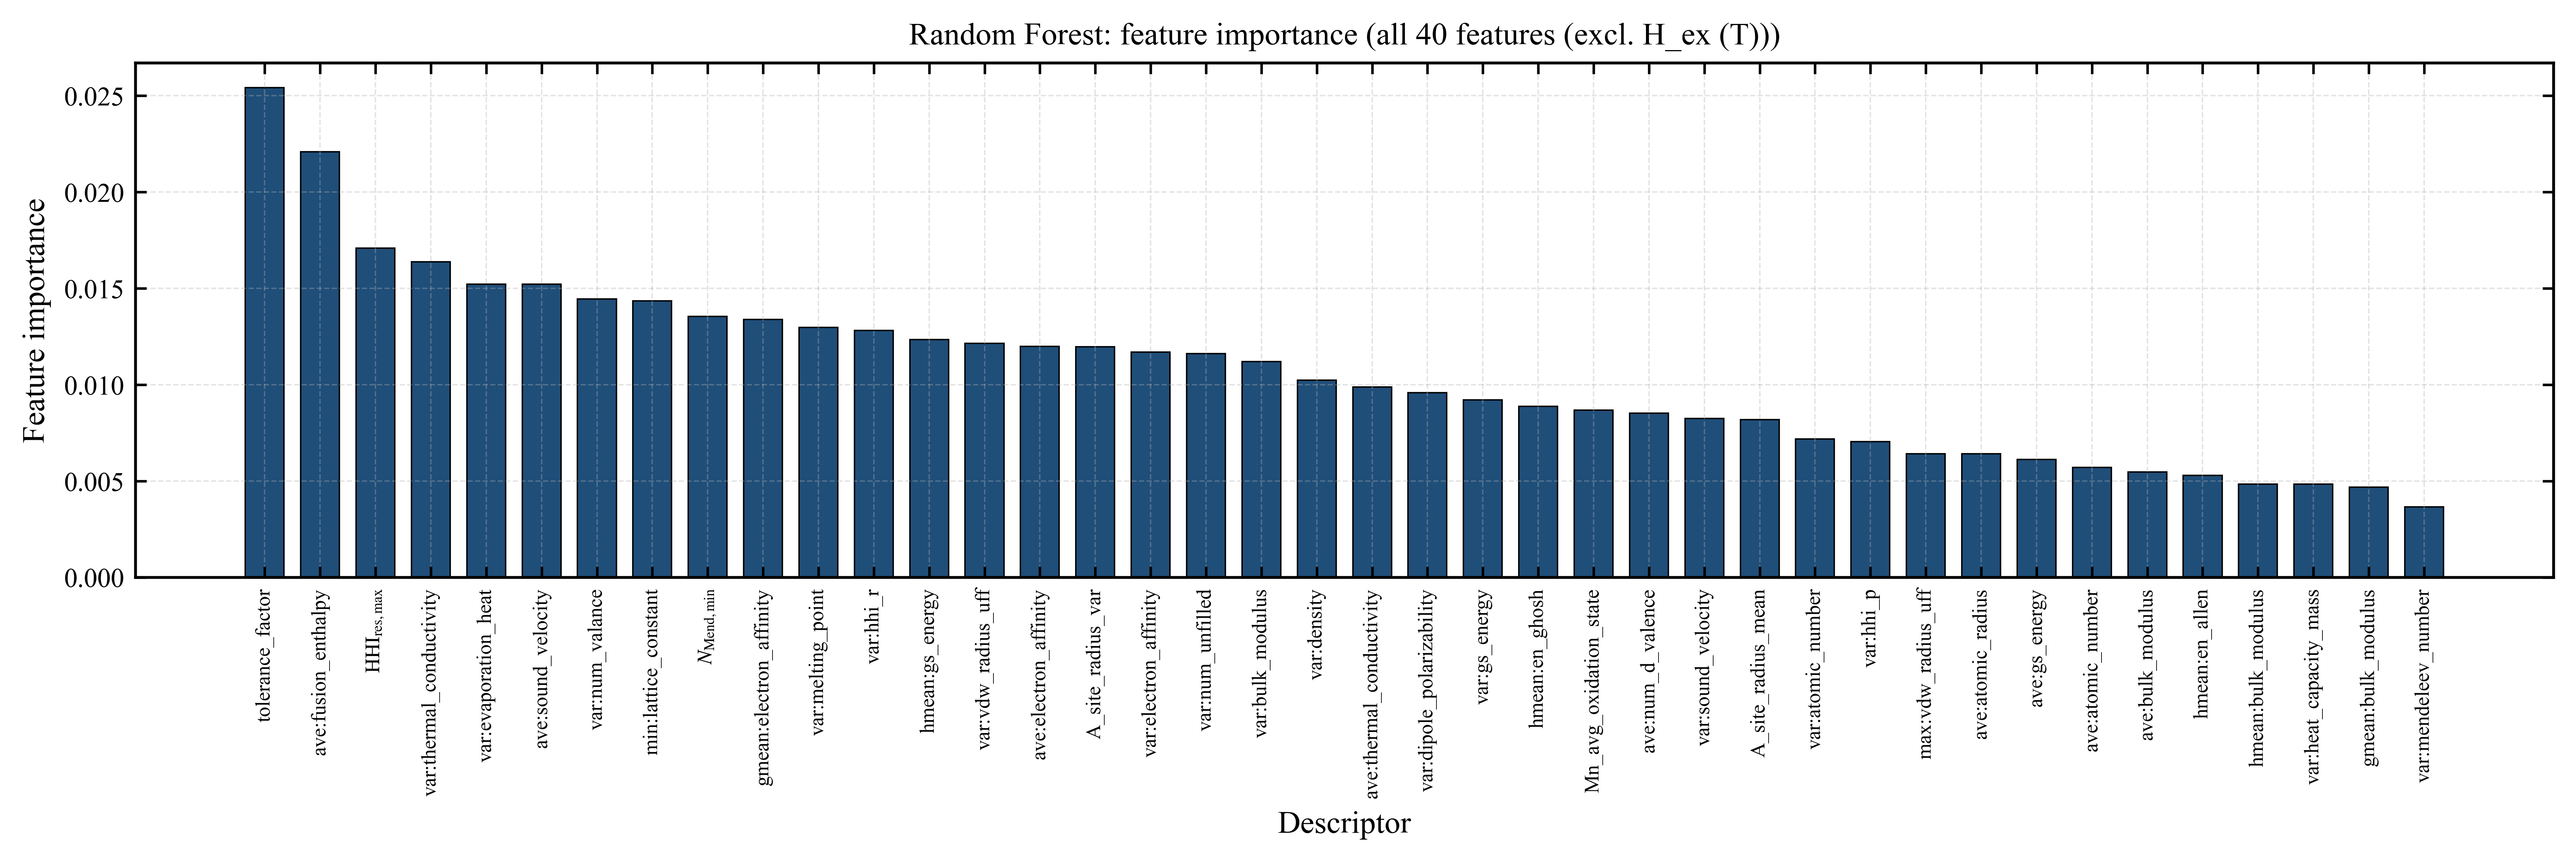 Random Forest: feature importance (all 40 features (excl. H_ex (T)))
Feature importance
0.025
0.020
0.015
0.010
0.005
0.000
tolerance_factor
ave:fusion_enthalpy
HHI_res,max
var:thermal_conductivity
var:evaporation_heat
ave:sound_velocity
var:num_valance
min:lattice_constant
N_Mend,min
gmean:electron_affinity
var:melting_point
var:hhi_r
hmean:gs_energy
var:vdw_radius_uff
ave:electron_affinity
A_site_radius_var
var:electron_affinity
var:num_unfilled
var:bulk_modulus
var:density
ave:thermal_conductivity
var:dipole_polarizability
var:gs_energy
hmean:en_ghosh
Mn_avg_oxidation_state
ave:num_d_valence
var:sound_velocity
A_site_radius_mean
var:atomic_number
var:hhi_p
max:vdw_radius_uff
ave:atomic_radius
ave:gs_energy
ave:atomic_number
ave:bulk_modulus
hmean:en_allen
hmean:bulk_modulus
var:heat_capacity_mass
gmean:bulk_modulus
var:mendeleev_number
Descriptor